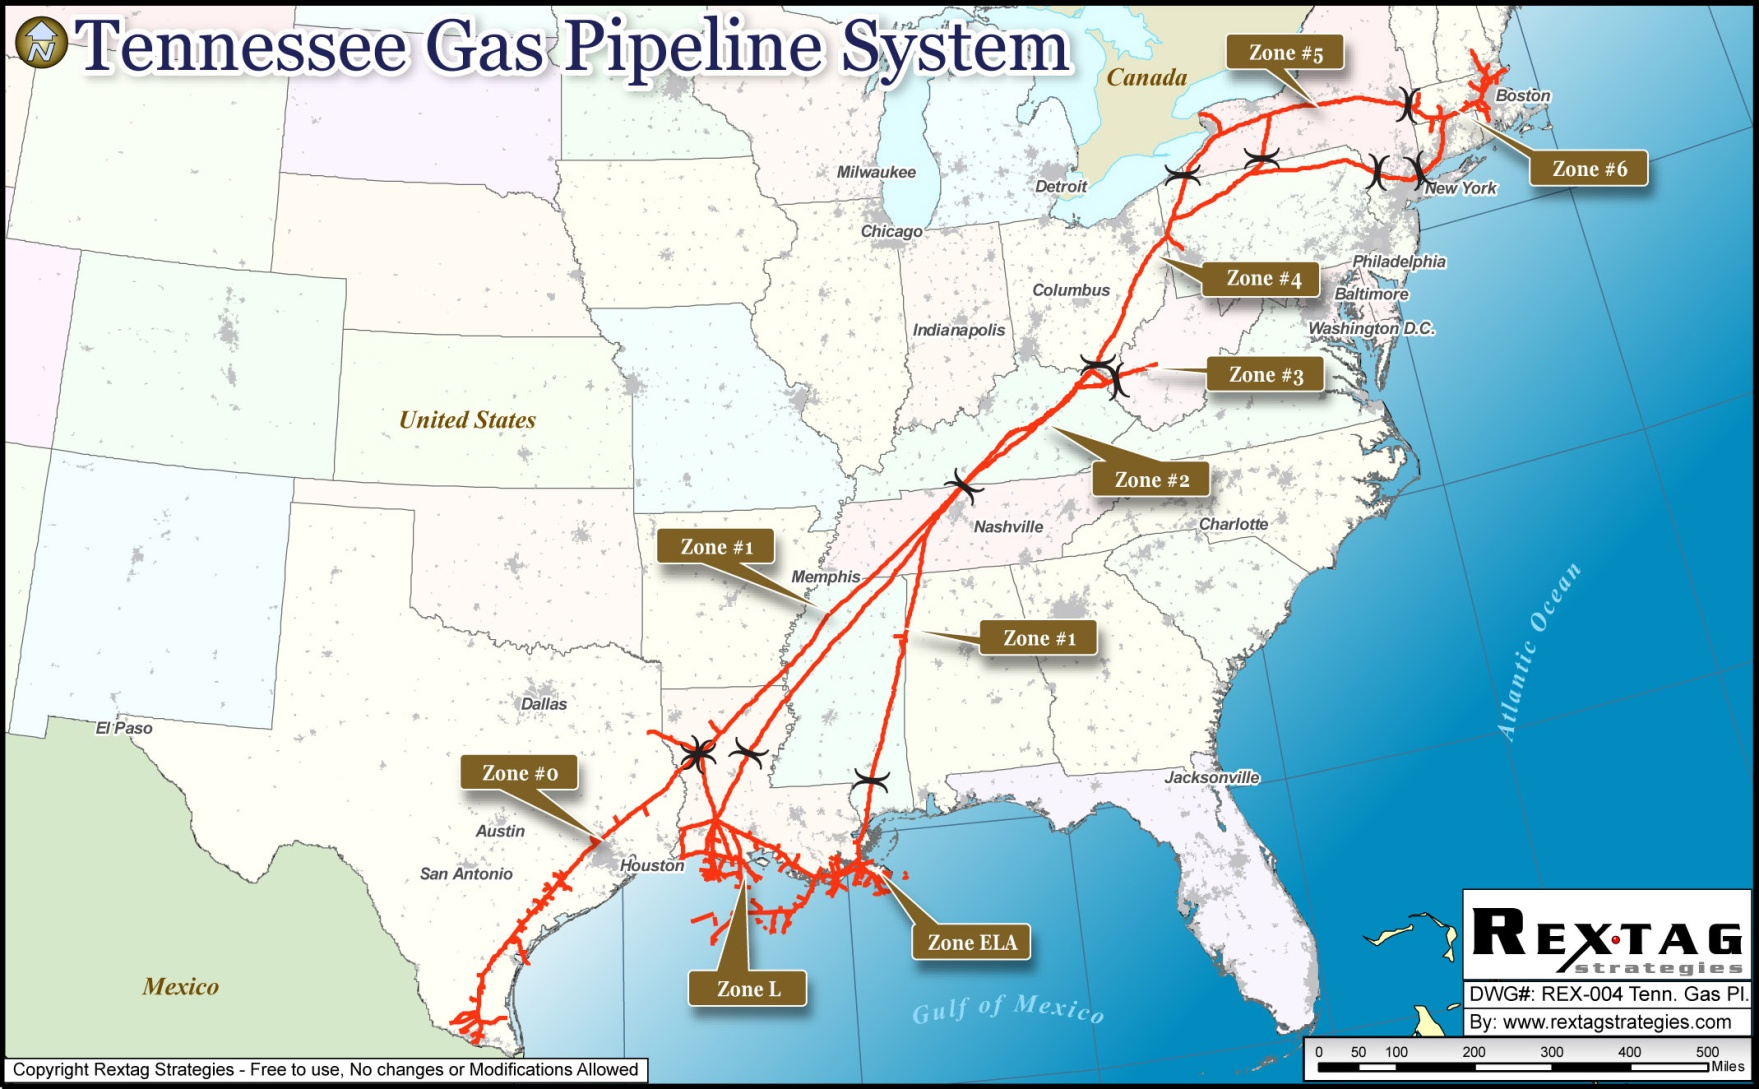 N
Tennessee Gas Pipeline System
Canada
Zone #5
Boston
Zone #6
Milwaukee
Detroit
New York
Chicago
Philadelphia
Zone #4
Columbus
Baltimore
Indianapolis
Washington D.C.
Zone #3
United States
Zone #2
Nashville
Charlotte
Zone #1
Memphis
Zone #1
Atlantic Ocean
Dallas
El Paso
Zone #0
Jacksonville
Austin
Houston
San Antonio
Zone ELA
Zone L
Mexico
Gulf of Mexico
REXTAG
strategies
DWG#: REX-004 Tenn. Gas Pl.
By: www.rextagstrategies.com
0 50 100 200 300 400 500
Miles
Copyright Rextag Strategies - Free to use, No changes or Modifications Allowed